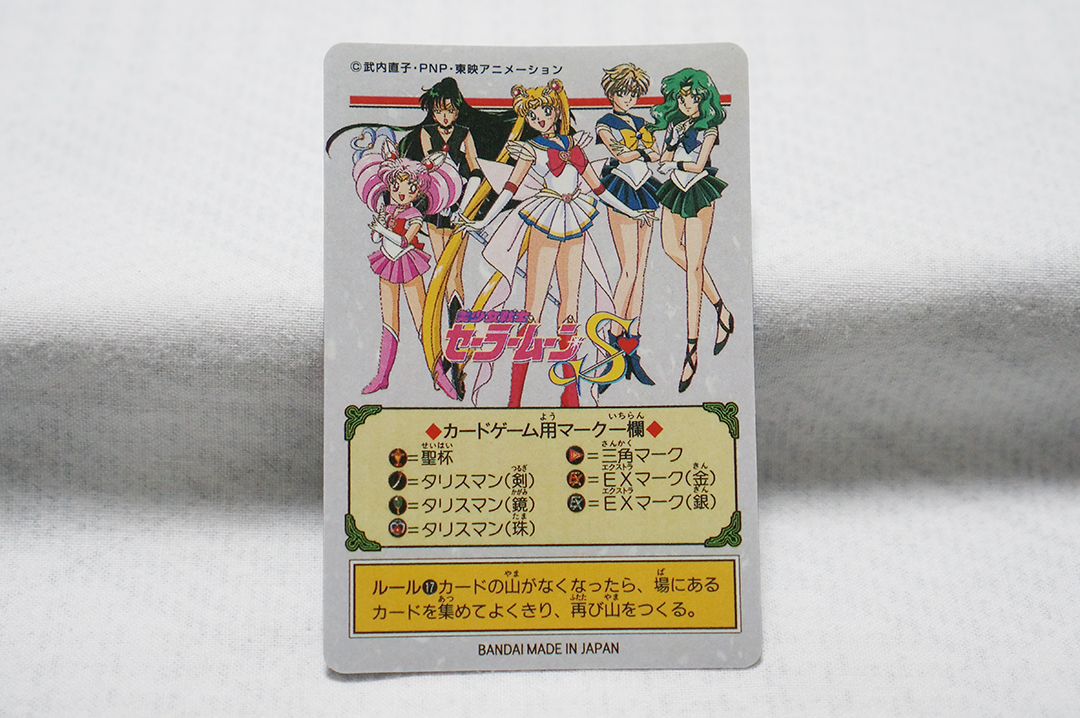 ©武内直子・PNP・東映アニメーション
美少女戦士
セーラームーン
S
◆カードゲーム用マーク一覧◆
=聖杯
=タリスマン(剣)
=タリスマン(鏡)
=タリスマン(珠)
=三角マーク
=EXマーク(金)
=EXマーク(銀)
ルール⓱カードの山がなくなったら、場にある
カードを集めてよくきり、再び山をつくる。
BANDAI MADE IN JAPAN